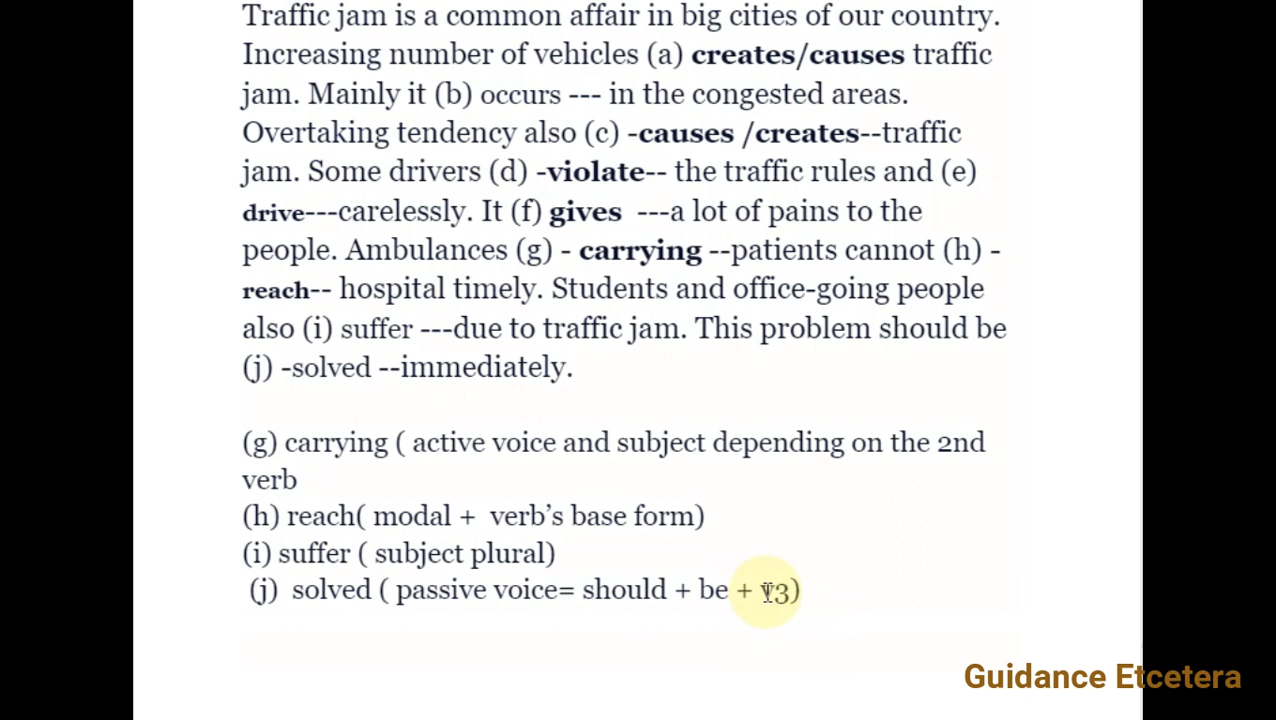 Traffic jam is a common affair in big cities of our country.
Increasing number of vehicles (a) creates/causes traffic
jam. Mainly it (b) occurs --- in the congested areas.
Overtaking tendency also (c) -causes /creates--traffic
jam. Some drivers (d) -violate-- the traffic rules and (e)
drive---carelessly. It (f) gives ---a lot of pains to the
people. Ambulances (g) - carrying --patients cannot (h) -
reach-- hospital timely. Students and office-going people
also (i) suffer ---due to traffic jam. This problem should be
(j) -solved --immediately.
(g) carrying ( active voice and subject depending on the 2nd
verb
(h) reach( modal + verb’s base form)
(i) suffer ( subject plural)
(j) solved ( passive voice= should + be + v3)
Guidance Etcetera